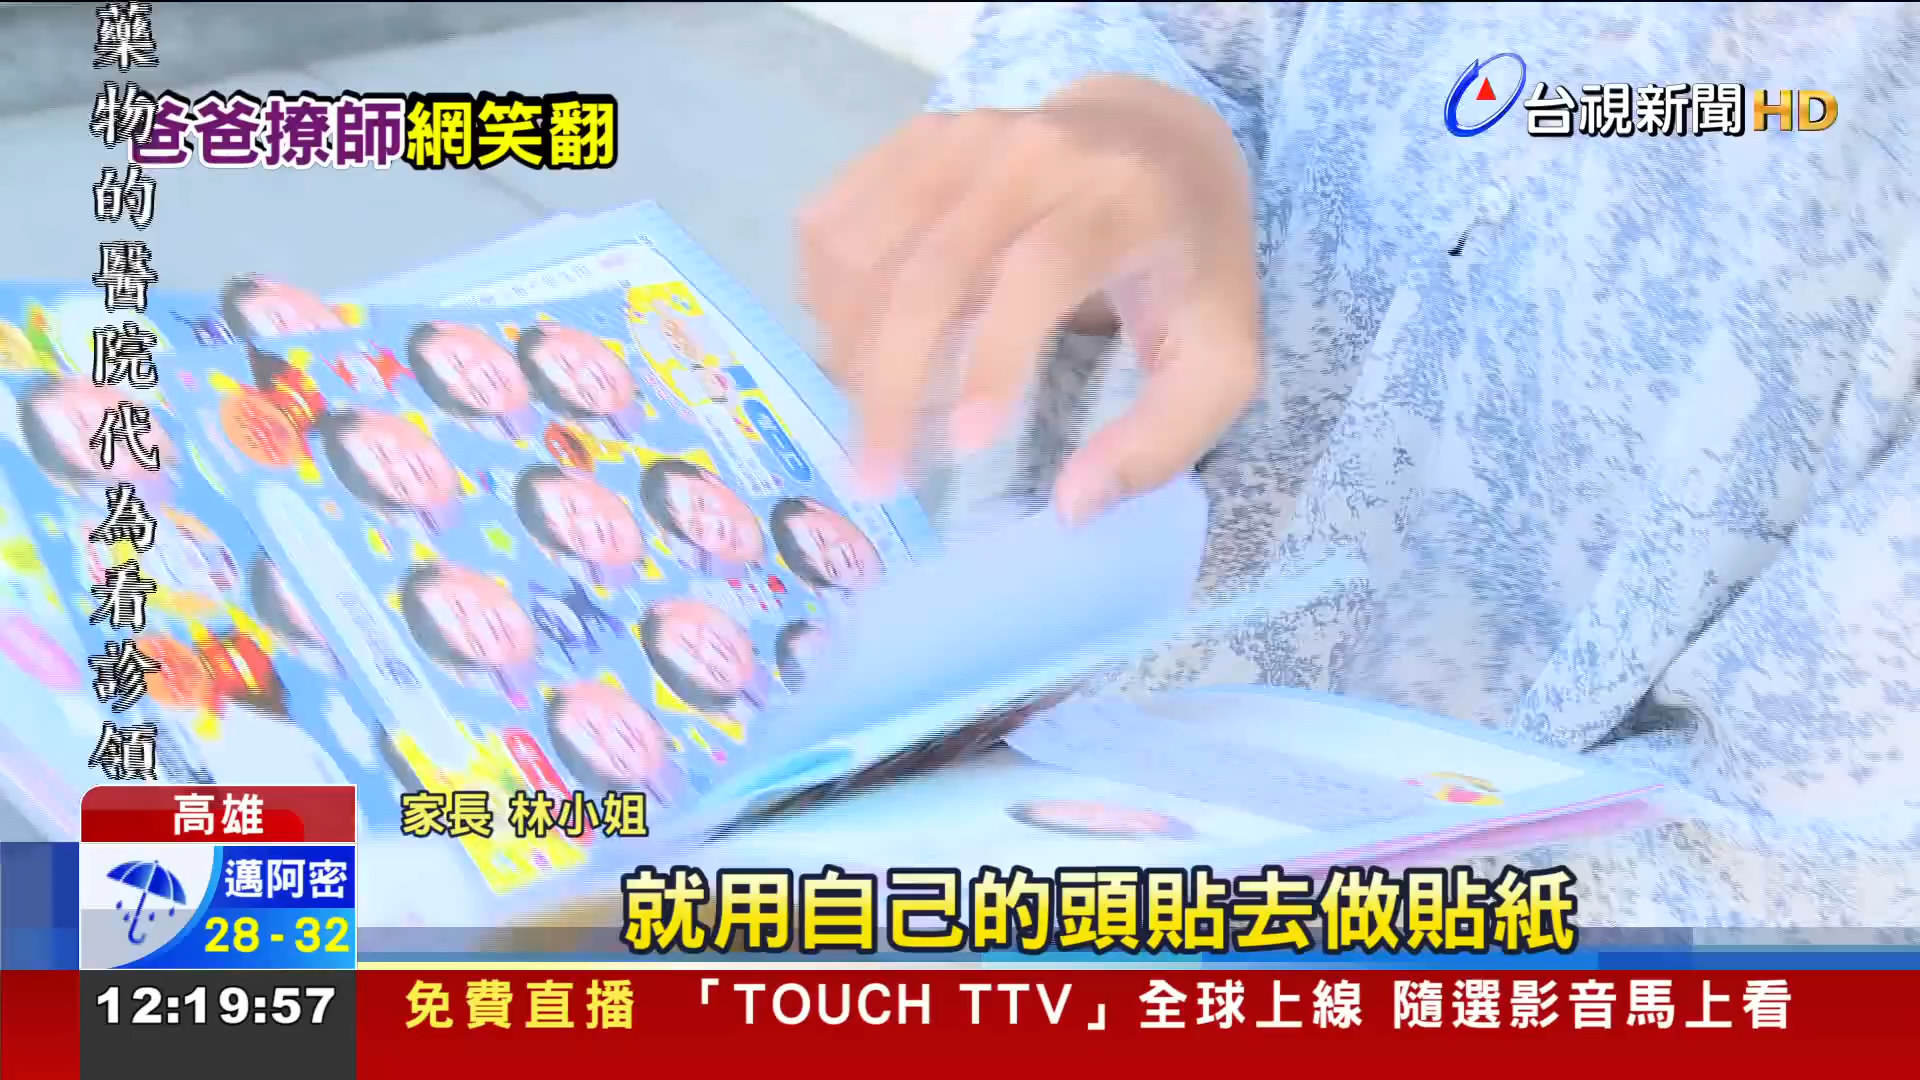 藥物的醫院代為看診領
爸爸撩師網笑翻
台視新聞HD
高雄
邁阿密
28-32
12:19:57
家長 林小姐
就用自己的頭貼去做貼紙
免費直播 「TOUCH TTV」全球上線 隨選影音馬上看